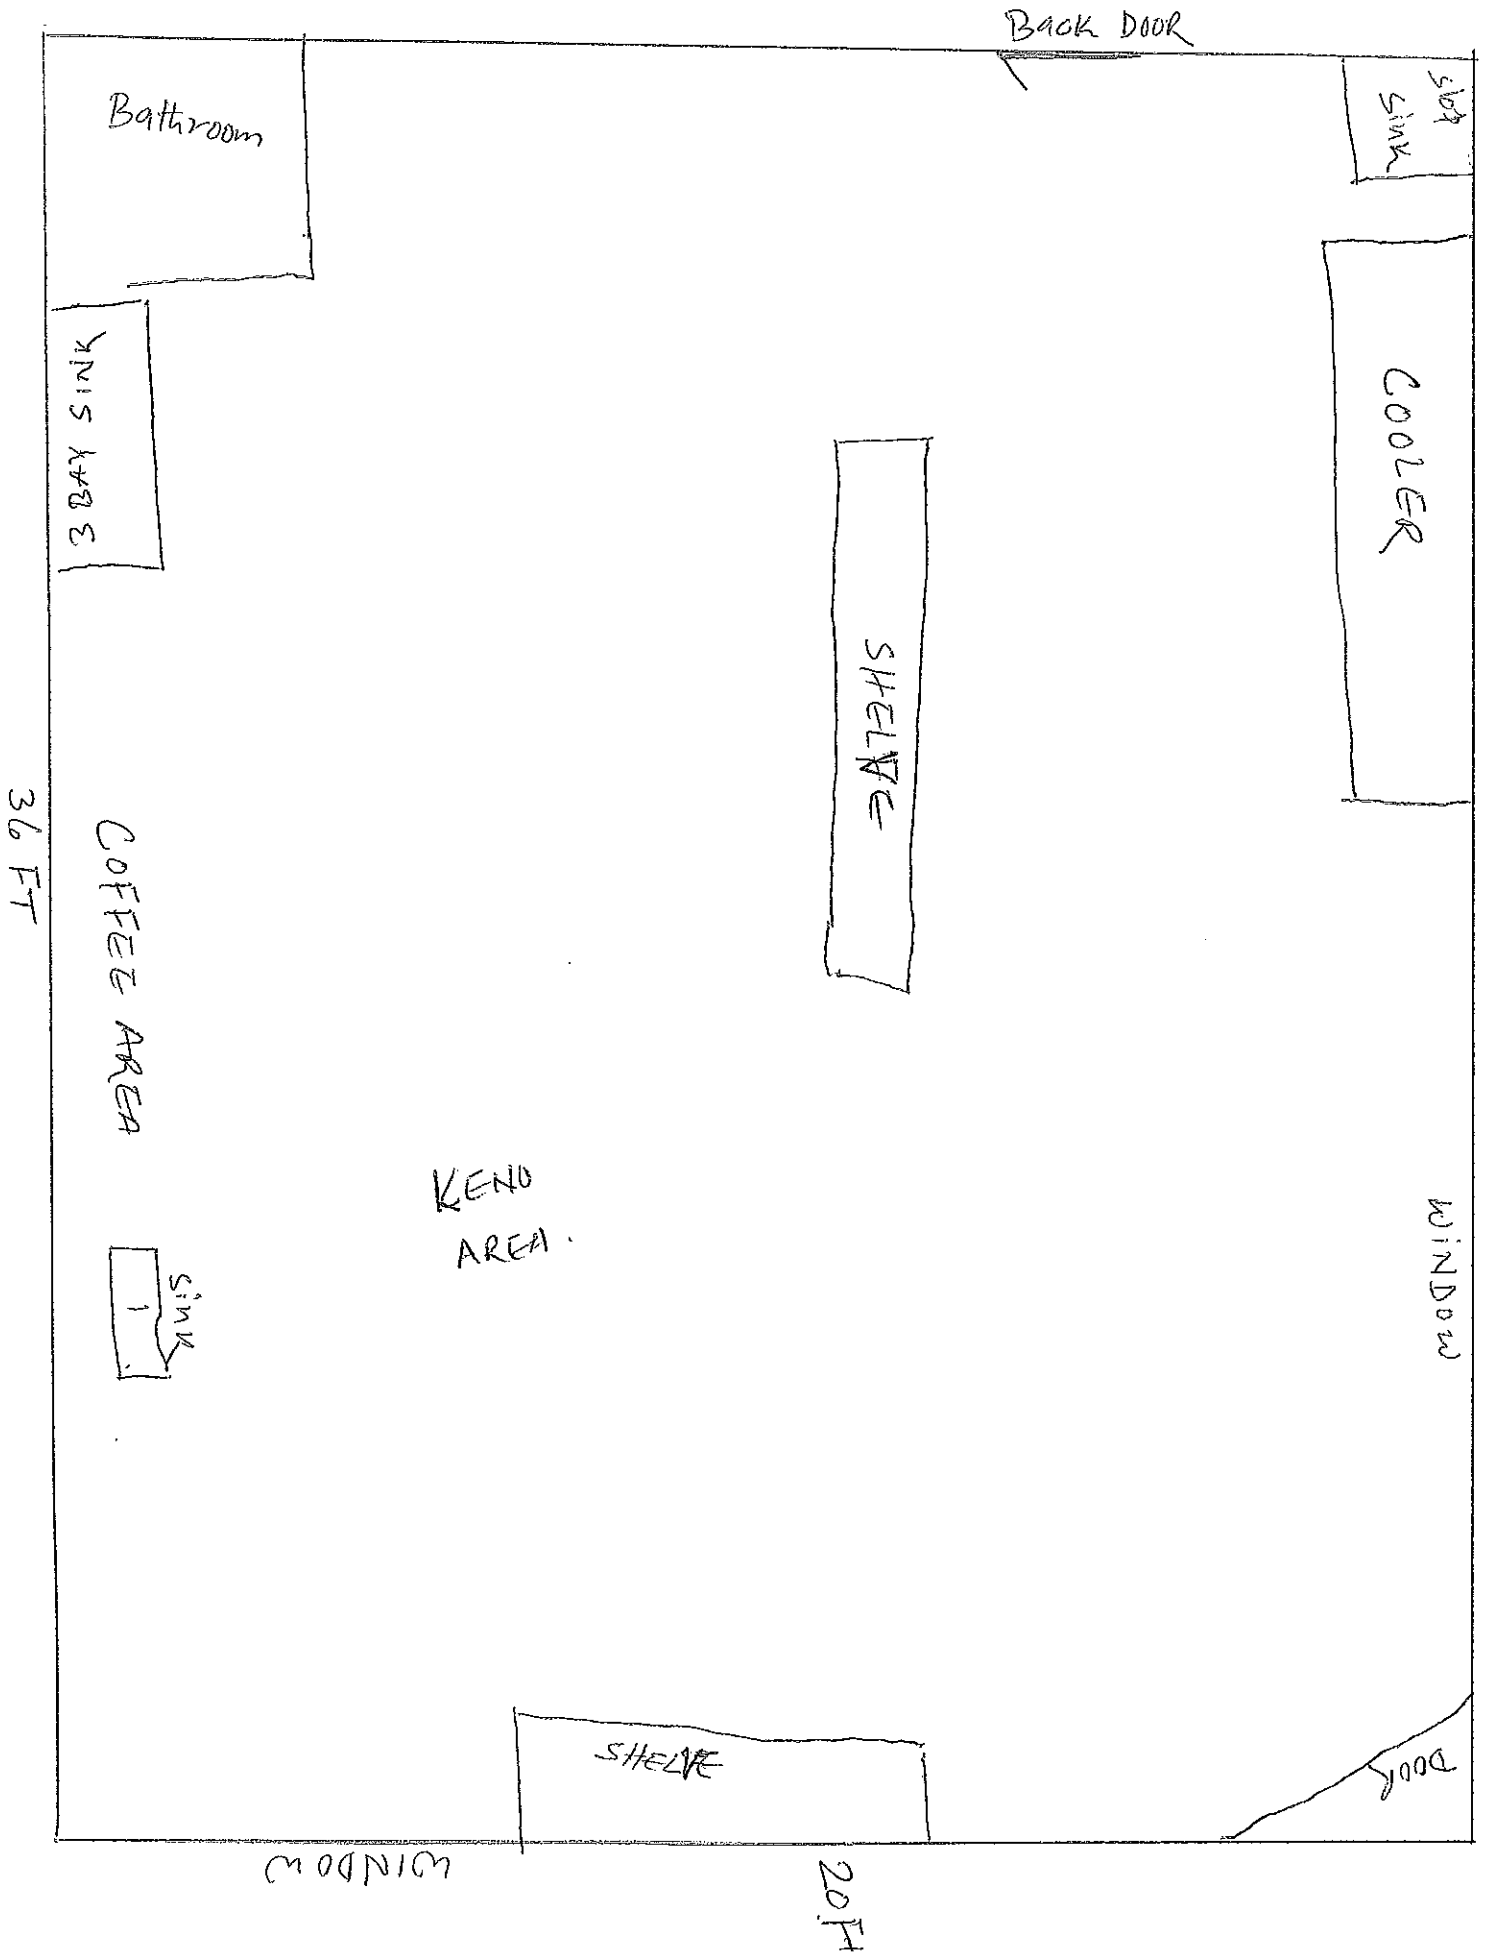 Back DOOR
Bathroom
slop
sink
3 BAY SINK
COOLER
SHELVE
36 FT
COFFEE AREA
KENO
AREA.
WINDOW
sink
1
SHELVE
DOOR
WINDOW
20 Ft